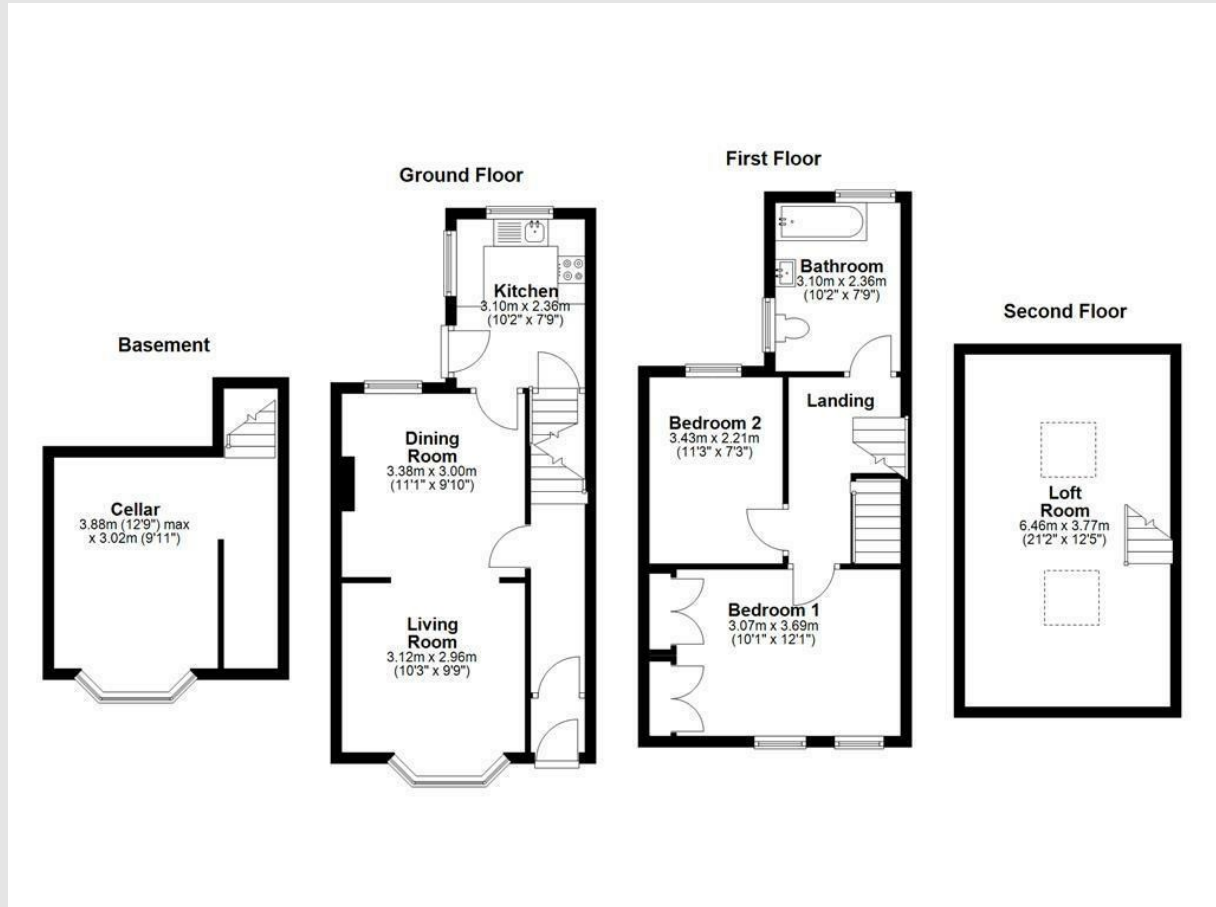 Basement
Cellar
3.88m (12'9") max
x 3.02m (9'11")
Ground Floor
Kitchen
3.10m x 2.36m
(10'2" x 7'9")
Dining
Room
3.38m x 3.00m
(11'1" x 9'10")
Living
Room
3.12m x 2.96m
(10'3" x 9'9")
First Floor
Bathroom
3.10m x 2.36m
(10'2" x 7'9")
Landing
Bedroom 2
3.43m x 2.21m
(11'3" x 7'3")
Bedroom 1
3.07m x 3.69m
(10'1" x 12'1")
Second Floor
Loft
Room
6.46m x 3.77m
(21'2" x 12'5")